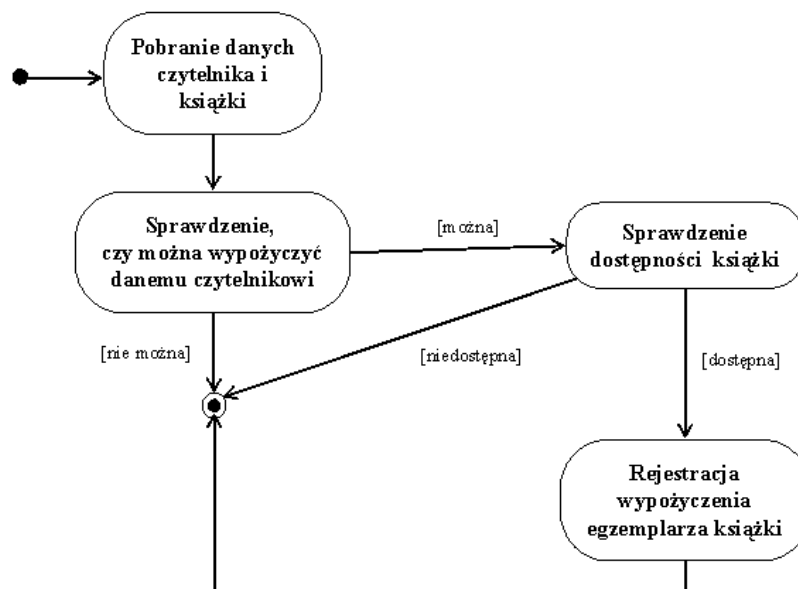 Pobranie danych
czytelnika i
książki
Sprawdzenie,
czy można wypożyczyć
danemu czytelnikowi
[można]
Sprawdzenie
dostępności książki
[nie można]
[niedostępna]
[dostępna]
Rejestracja
wypożyczenia
egzemplarza książki